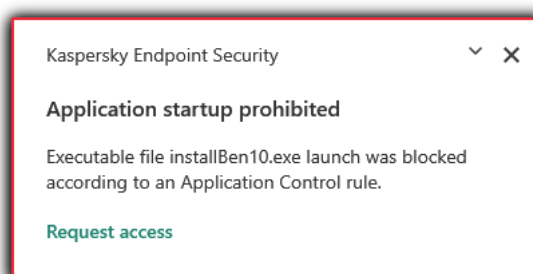 Kaspersky Endpoint Security
Application startup prohibited
Executable file installBen10.exe launch was blocked
according to an Application Control rule.
Request access